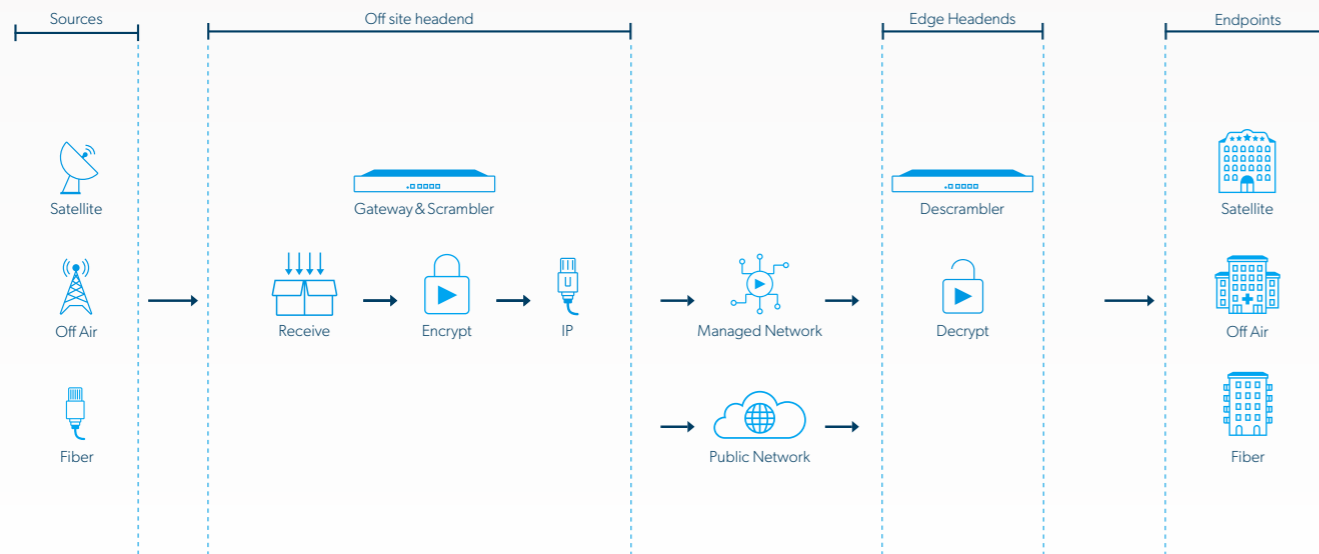 Sources
Off site headend
Edge Headends
Endpoints
Satellite
Gateway & Scrambler
Descrambler
Satellite
U
Off Air
Receive
Encrypt
IP
Managed Network
Decrypt
Off Air
Fiber
Public Network
Fiber